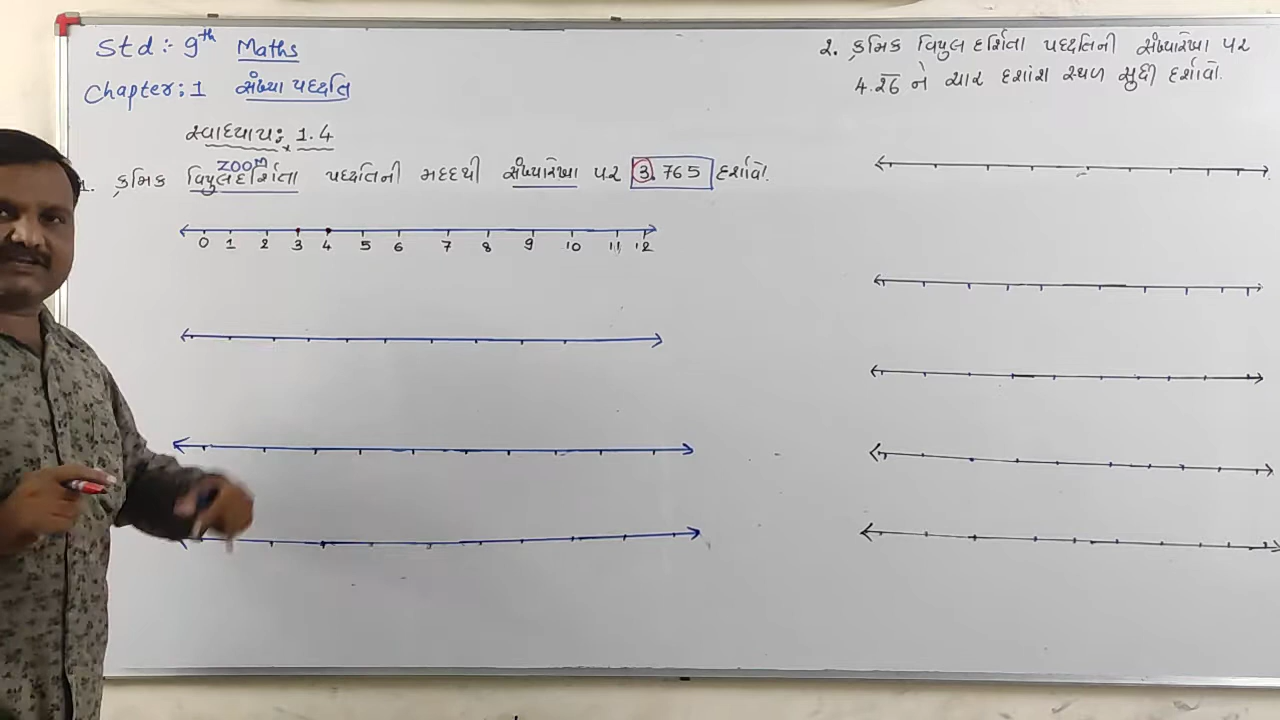 Std :- 9th Maths
Chapter : 1 સંખ્યા પદ્ધતિ
સ્વાધ્યાય : 1.4
ZOOM
1. ક્રમિક વિપુલદર્શિતા પદ્ધતિની મદદથી સંખ્યારેખા પર 3.765 દર્શાવો.
0 1 2 3 4 5 6 7 8 9 10 11 12
2. ક્રમિક વિપુલ દર્શિતા પદ્ધતિની સંખ્યારેખા પર
4.26̅ ને ચાર દશાંશ સ્થળ સુધી દર્શાવો.